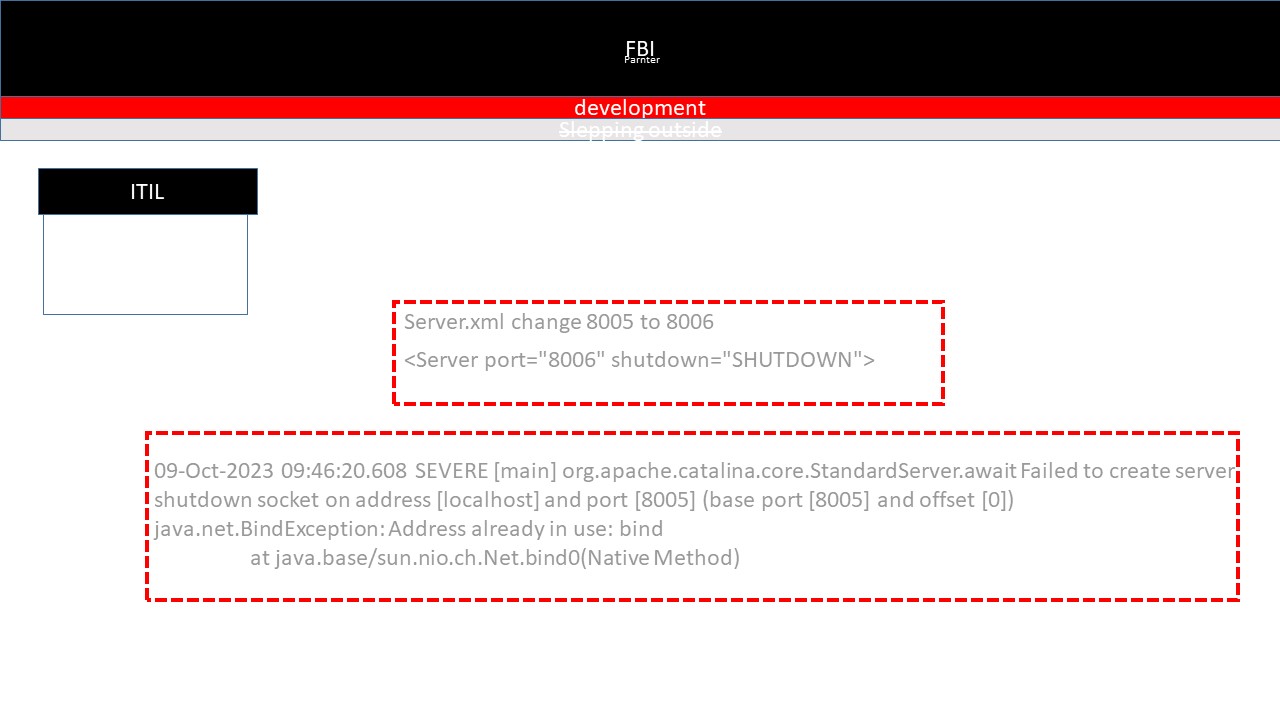 FBI
Parnter
development
Slepping outside
ITIL
Server.xml change 8005 to 8006
<Server port="8006" shutdown="SHUTDOWN">
09-Oct-2023 09:46:20.608 SEVERE [main] org.apache.catalina.core.StandardServer.await Failed to create server
shutdown socket on address [localhost] and port [8005] (base port [8005] and offset [0])
java.net.BindException: Address already in use: bind
at java.base/sun.nio.ch.Net.bind0(Native Method)